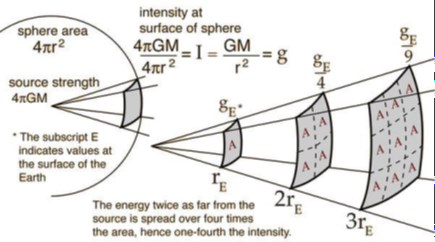 sphere area
4πr²
source strength
4πGM
* The subscript E
indicates values at
the surface of the
Earth
intensity at
surface of sphere
4πGM/4πr² = I = GM/r² = g
g_E*
A
r_E
g_E/4
A A
A A
2r_E
g_E/9
A A A
A A A
A A A
3r_E
The energy twice as far from the
source is spread over four times
the area, hence one-fourth the intensity.